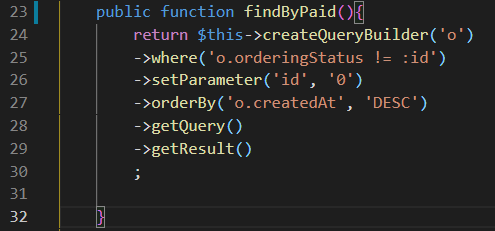 23 public function findByPaid(){
24 return $this->createQueryBuilder('o')
25 ->where('o.orderingStatus != :id')
26 ->setParameter('id', '0')
27 ->orderBy('o.createdAt', 'DESC')
28 ->getQuery()
29 ->getResult()
30 ;
31
32 }